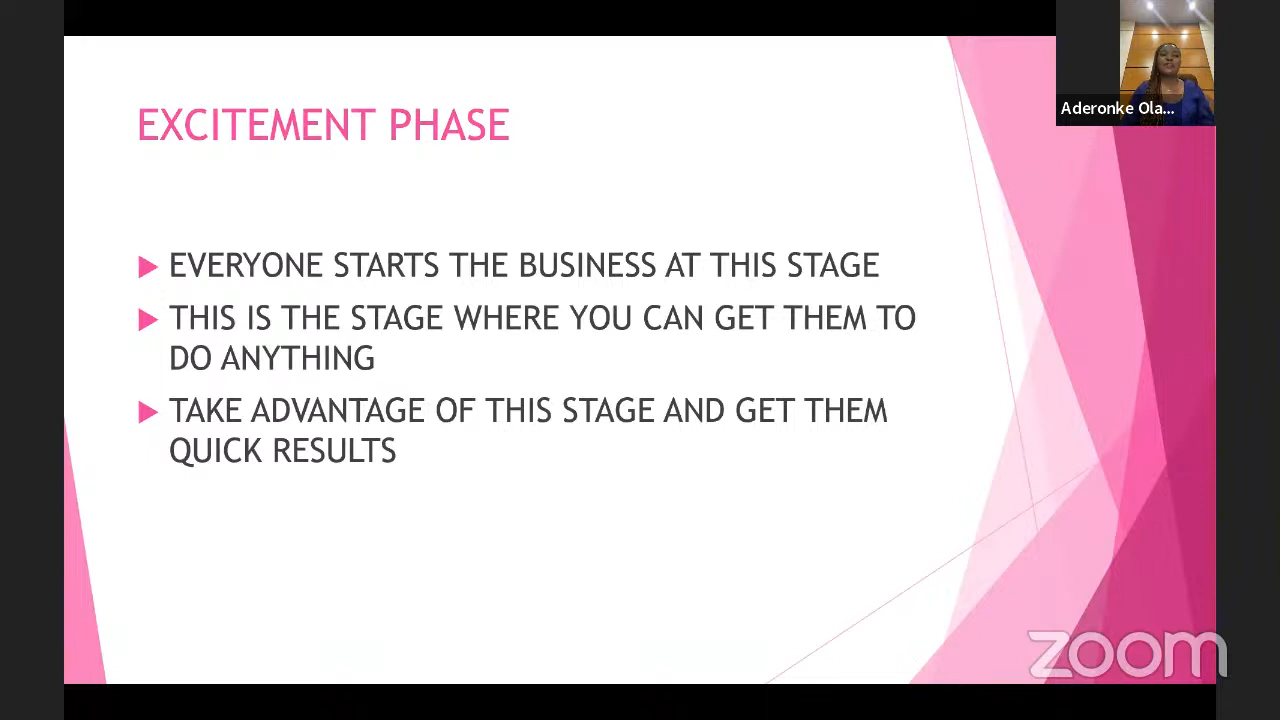 Aderonke Ola...
EXCITEMENT PHASE
EVERYONE STARTS THE BUSINESS AT THIS STAGE
THIS IS THE STAGE WHERE YOU CAN GET THEM TO
DO ANYTHING
TAKE ADVANTAGE OF THIS STAGE AND GET THEM
QUICK RESULTS
zoom